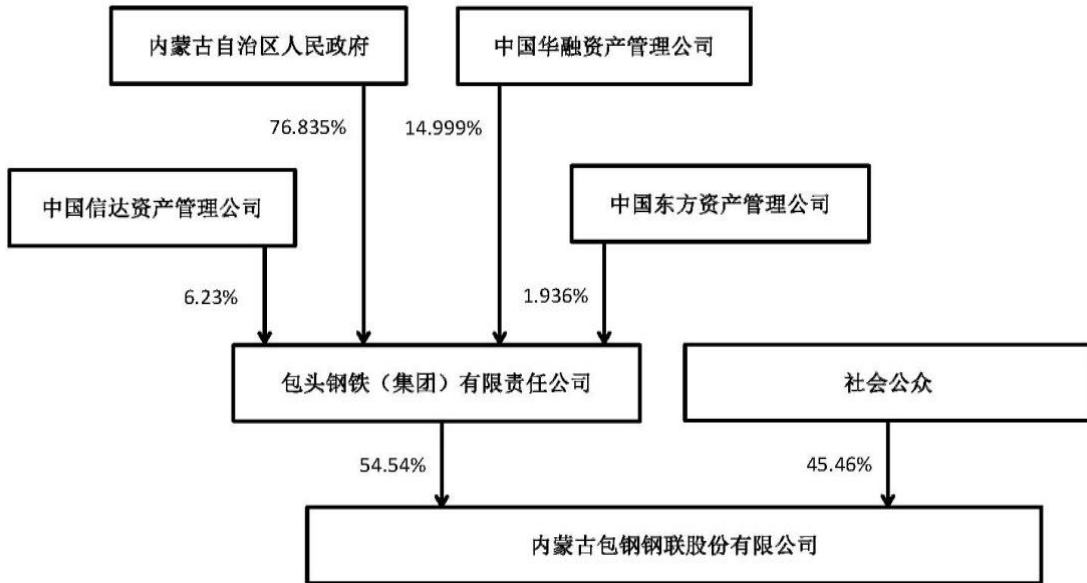 内蒙古自治区人民政府
中国华融资产管理公司
76.835%
14.999%
中国信达资产管理公司
中国东方资产管理公司
6.23%
1.936%
包头钢铁（集团）有限责任公司
社会公众
54.54%
45.46%
内蒙古包钢钢联股份有限公司